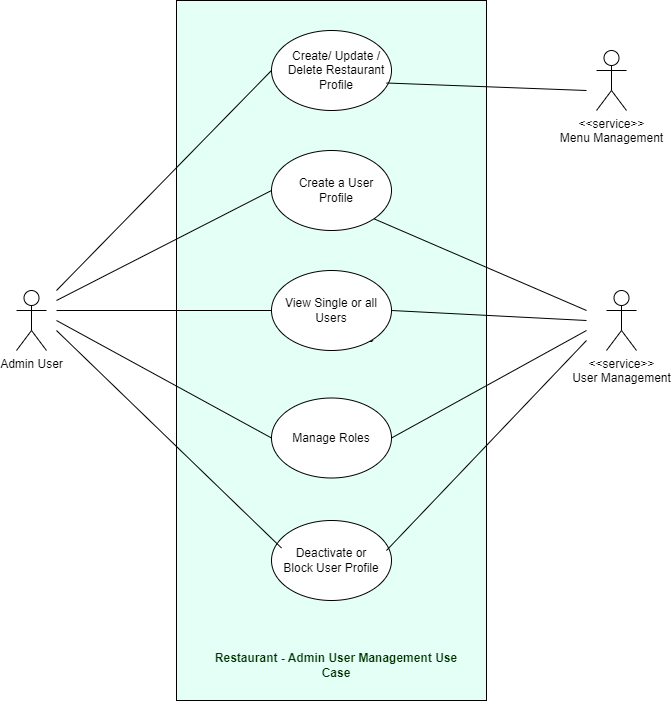 Create/ Update /
Delete Restaurant
Profile
<<service>>
Menu Management
Create a User
Profile
View Single or all
Users
Admin User
<<service>>
User Management
Manage Roles
Deactivate or
Block User Profile
Restaurant - Admin User Management Use
Case